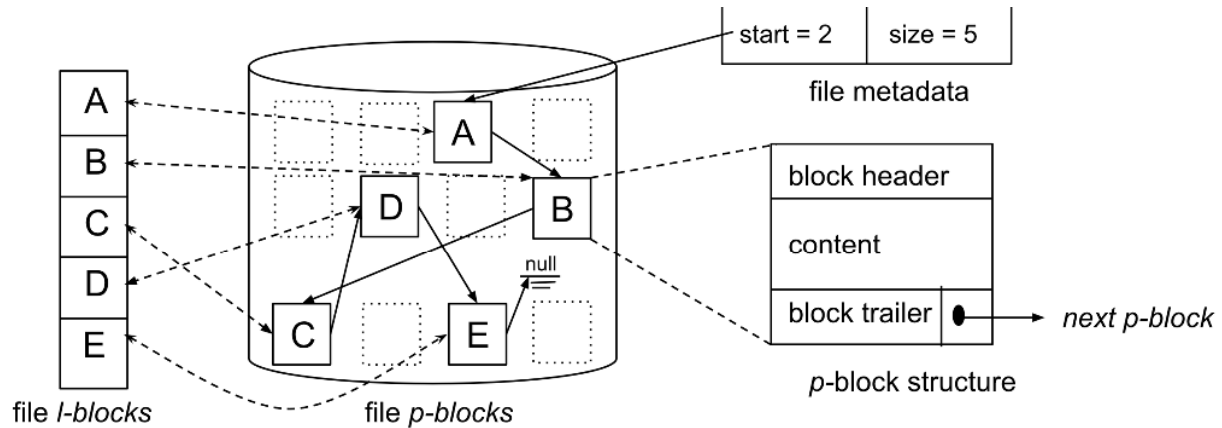 start = 2
size = 5
file metadata
A
B
C
D
E
file l-blocks
A
B
D
C
E
null
file p-blocks
block header
content
block trailer
next p-block
p-block structure